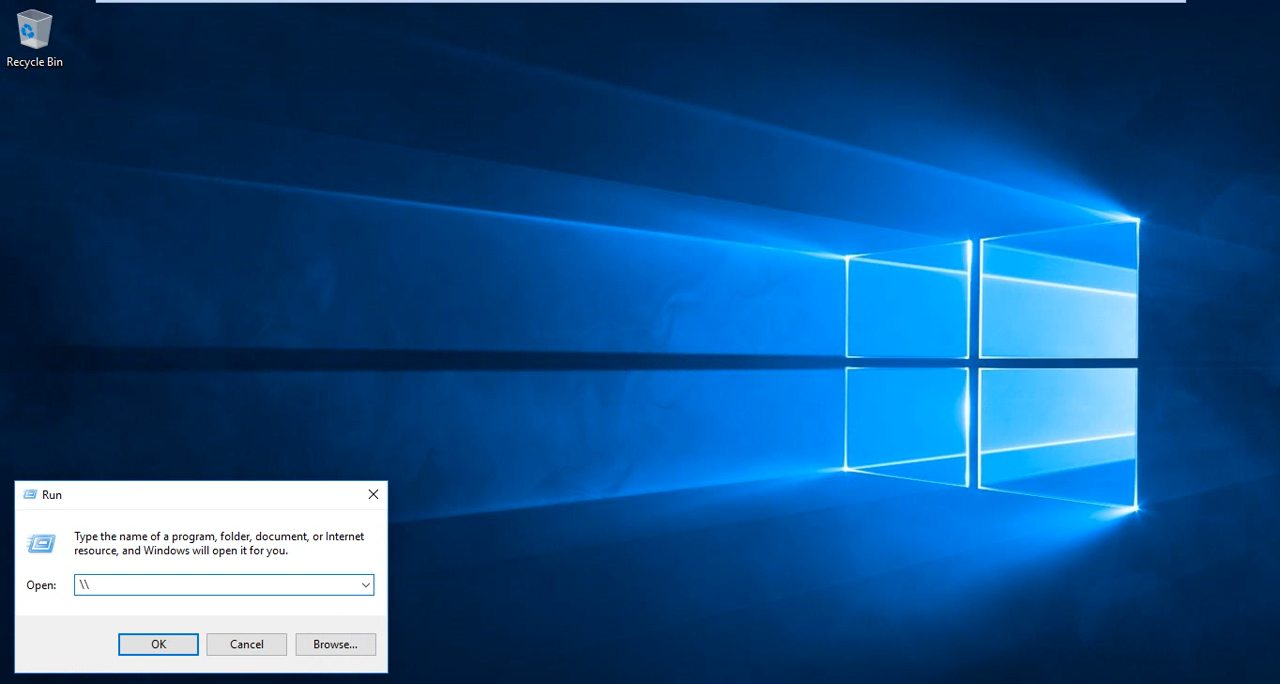 Recycle Bin
Run
Type the name of a program, folder, document, or Internet
resource, and Windows will open it for you.
Open: \\
OK Cancel Browse...